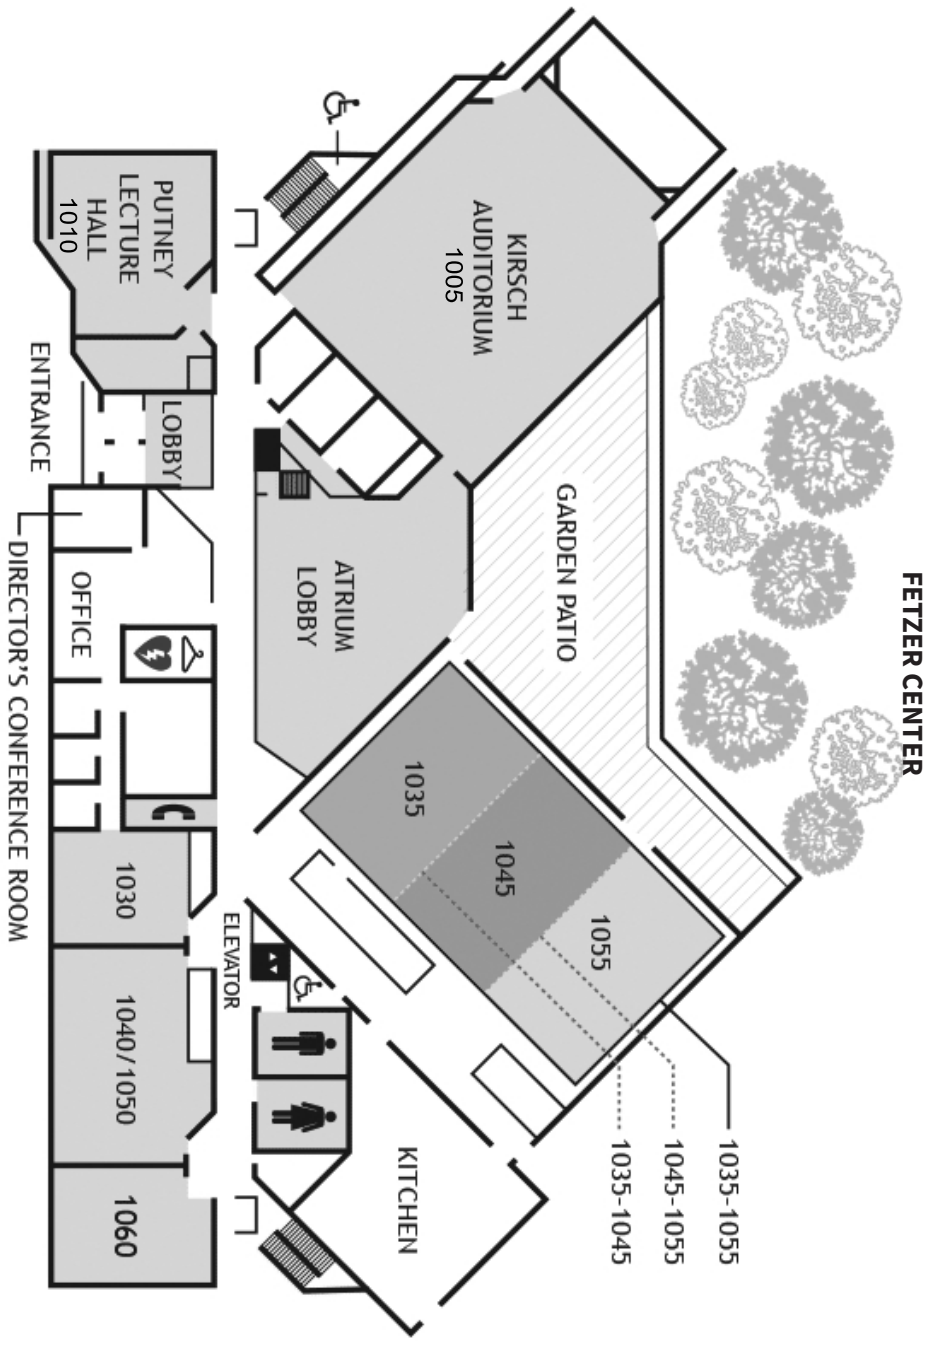 FETZER CENTER
1035-1055
1045-1055
1035-1045
GARDEN PATIO
1055
1045
1035
KIRSCH
AUDITORIUM
1005
KITCHEN
ATRIUM
LOBBY
ELEVATOR
PUTNEY
LECTURE
HALL
1010
LOBBY
1030
1040/1050
1060
OFFICE
ENTRANCE
DIRECTOR'S CONFERENCE ROOM